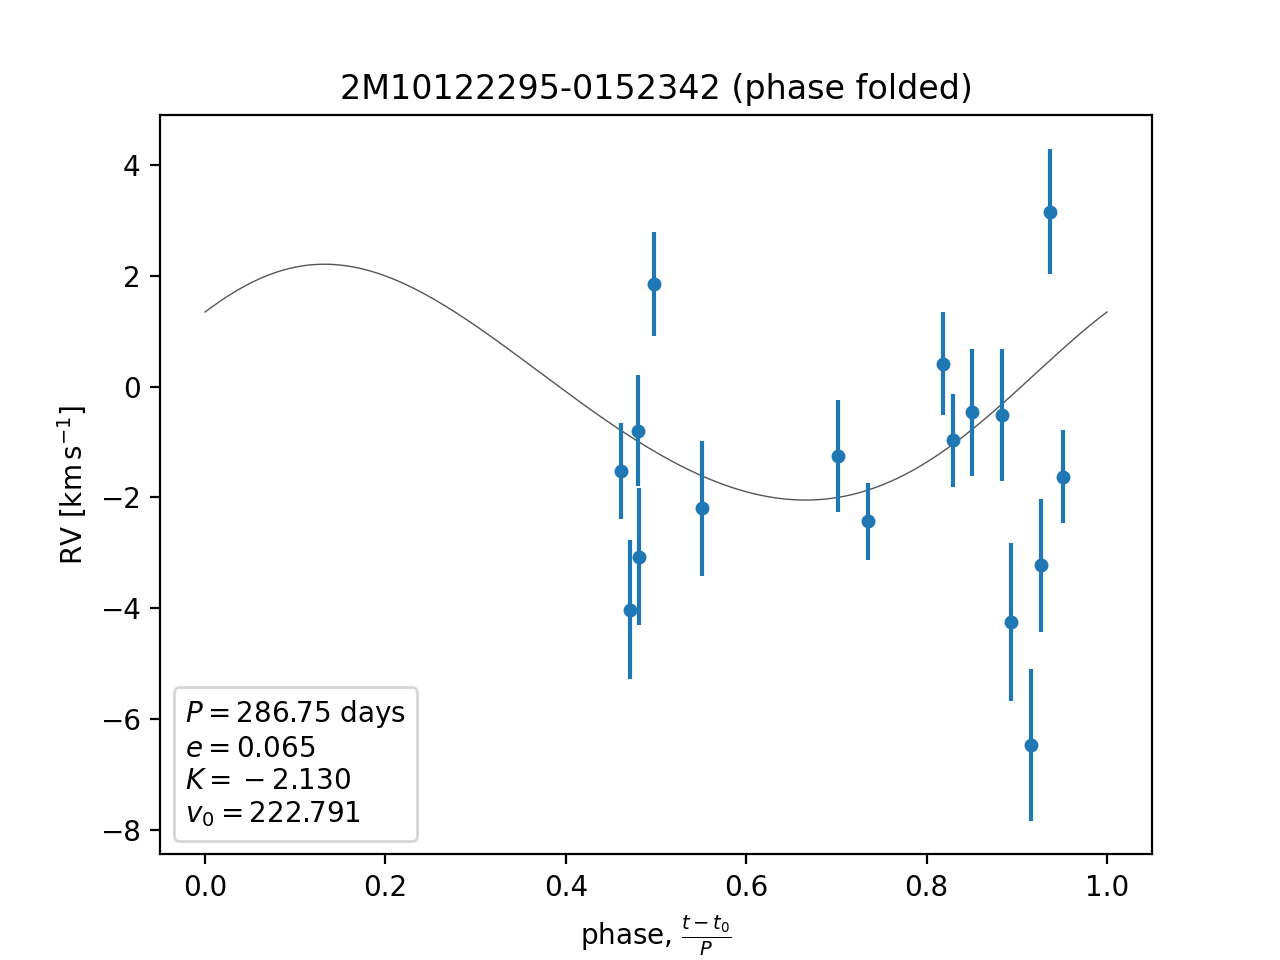 2M10122295-0152342 (phase folded)
4
2
0
−2
−4
−6
−8
RV [km s⁻¹]
P = 286.75 days
e = 0.065
K = −2.130
v₀ = 222.791
0.0 0.2 0.4 0.6 0.8 1.0
phase, (t − t₀)/P